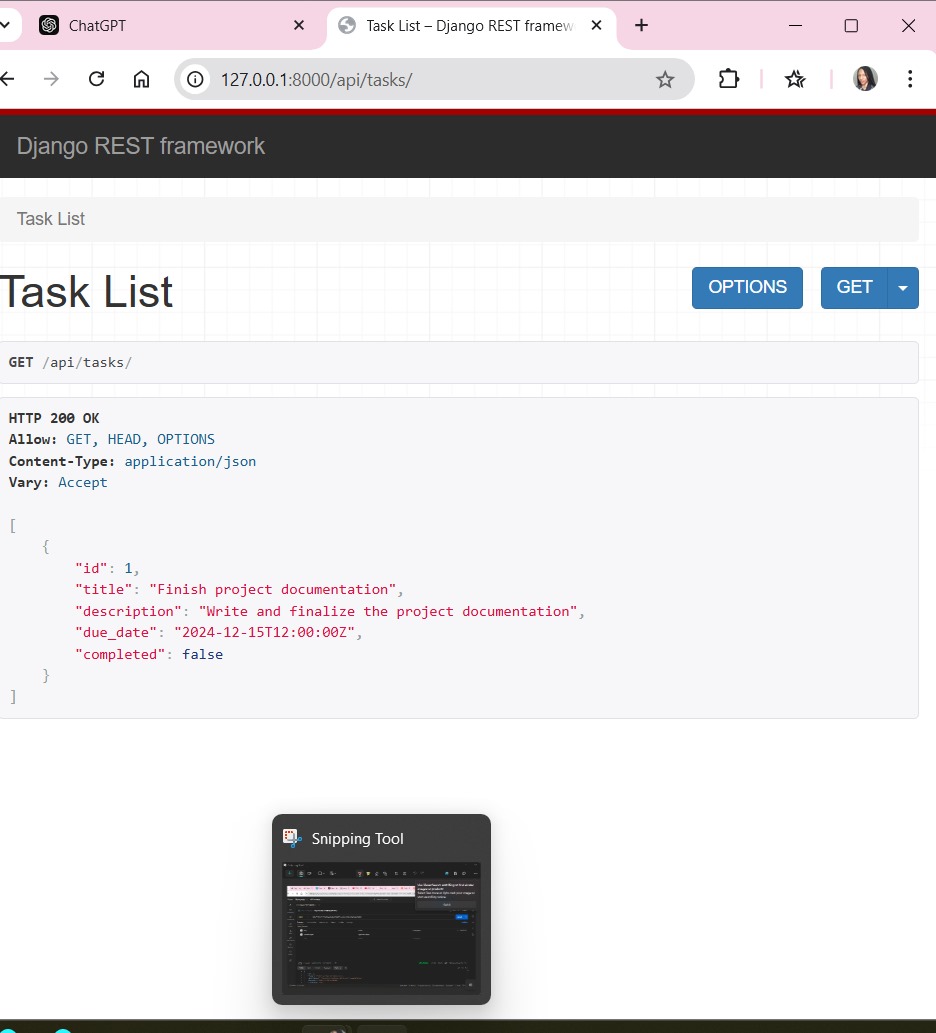 ChatGPT
Task List – Django REST framew
127.0.0.1:8000/api/tasks/
Django REST framework
Task List
Task List
OPTIONS
GET
GET /api/tasks/
HTTP 200 OK
Allow: GET, HEAD, OPTIONS
Content-Type: application/json
Vary: Accept
[
    {
        "id": 1,
        "title": "Finish project documentation",
        "description": "Write and finalize the project documentation",
        "due_date": "2024-12-15T12:00:00Z",
        "completed": false
    }
]
Snipping Tool